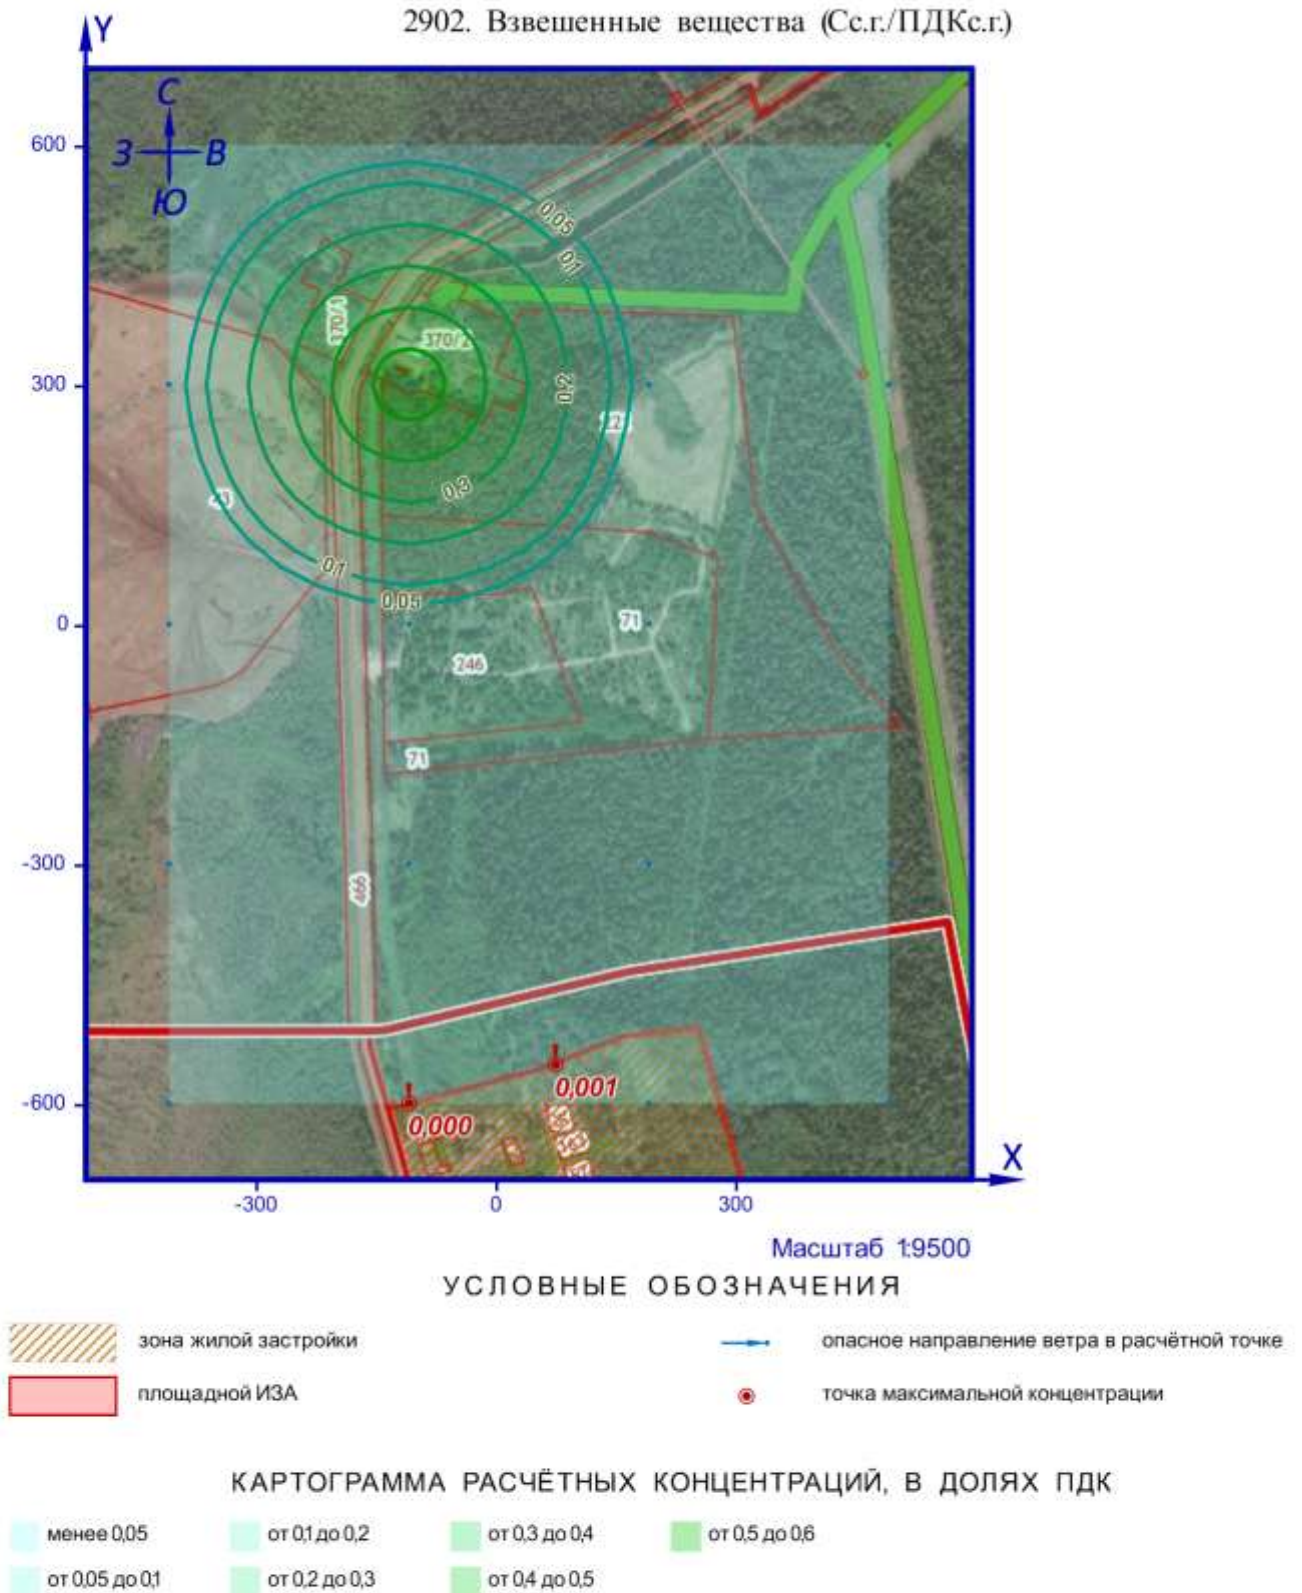 2902. Взвешенные вещества (Сс.г./ПДКс.г.)
Y
С
З В
Ю
600
300
0
-300
-600
0,05
0,1
370/1
370/2
0,2
221
0,3
43
0,1
0,05
71
246
71
466
0,001
0,000
343
X
-300 0 300
Масштаб 1:9500
УСЛОВНЫЕ ОБОЗНАЧЕНИЯ
зона жилой застройки
опасное направление ветра в расчётной точке
площадной ИЗА
точка максимальной концентрации
КАРТОГРАММА РАСЧЁТНЫХ КОНЦЕНТРАЦИЙ, В ДОЛЯХ ПДК
менее 0,05 от 0,1 до 0,2 от 0,3 до 0,4 от 0,5 до 0,6
от 0,05 до 0,1 от 0,2 до 0,3 от 0,4 до 0,5